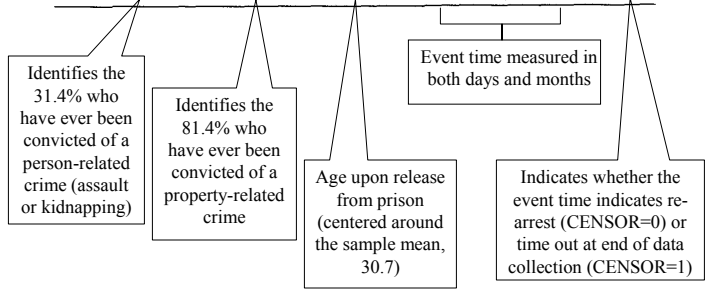 Identifies the
31.4% who
have ever been
convicted of a
person-related
crime (assault
or kidnapping)
Identifies the
81.4% who
have ever been
convicted of a
property-related
crime
Age upon release
from prison
(centered around
the sample mean,
30.7)
Event time measured in
both days and months
Indicates whether the
event time indicates re-
arrest (CENSOR=0) or
time out at end of data
collection (CENSOR=1)